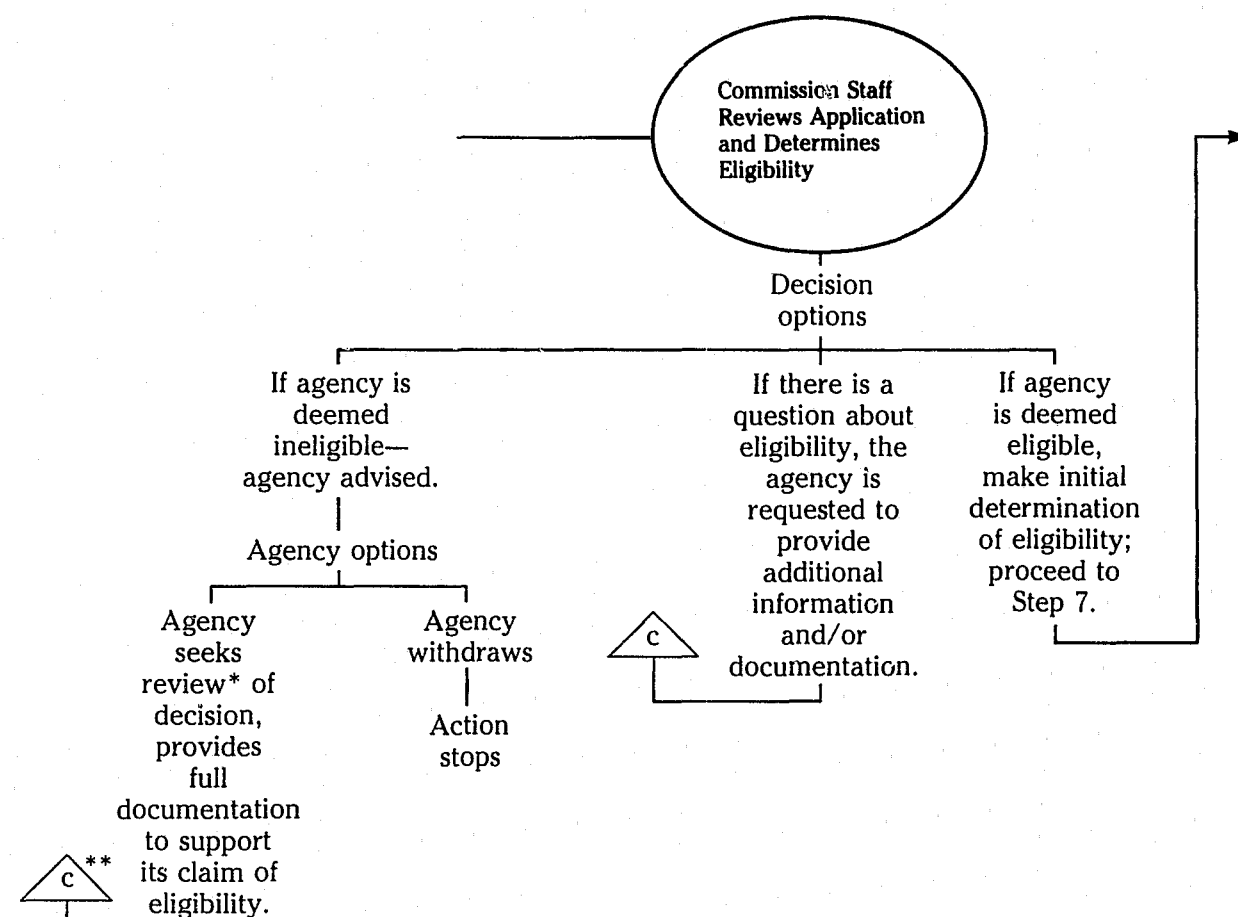 Commission Staff
Reviews Application
and Determines
Eligibility
Decision
options
If agency is
deemed
ineligible—
agency advised.
Agency options
Agency
seeks
review* of
decision,
provides
full
documentation
to support
its claim of
eligibility.
c**
Agency
withdraws
Action
stops
If there is a
question about
eligibility, the
agency is
requested to
provide
additional
information
and/or
documentation.
c
If agency
is deemed
eligible,
make initial
determination
of eligibility;
proceed to
Step 7.